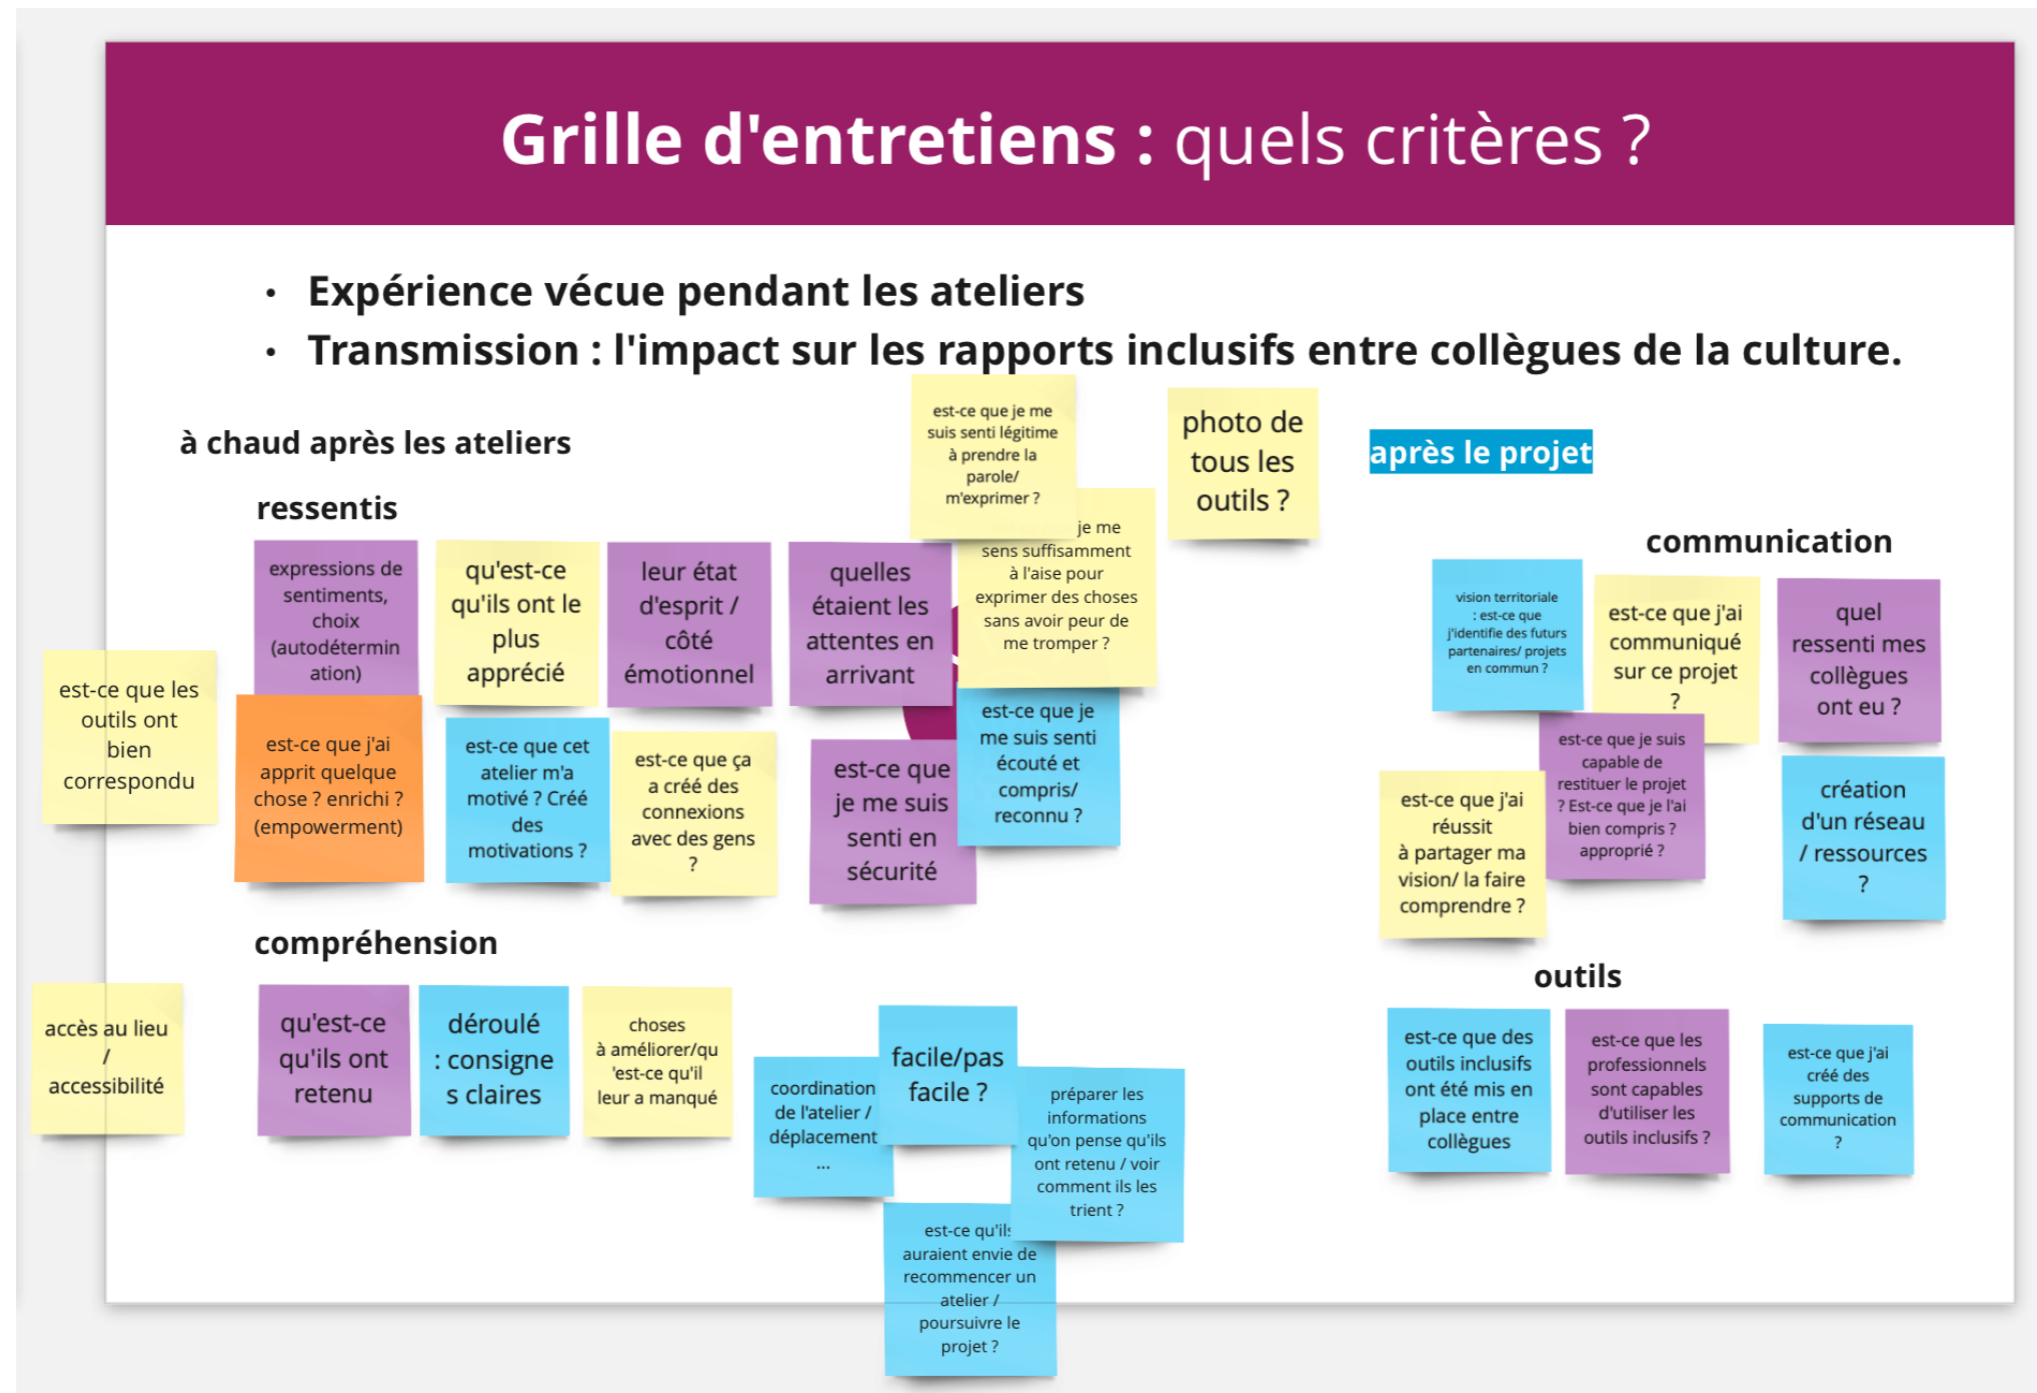 Grille d'entretiens : quels critères ?
• Expérience vécue pendant les ateliers
• Transmission : l'impact sur les rapports inclusifs entre collègues de la culture.
à chaud après les ateliers
ressentis
expressions de
sentiments,
choix
(autodétermin
ation)
qu'est-ce
qu'ils ont le
plus
apprécié
leur état
d'esprit /
côté
émotionnel
quelles
étaient les
attentes en
arrivant
est-ce que je me
suis senti légitime
à prendre la
parole/
m'exprimer ?
je me
sens suffisamment
à l'aise pour
exprimer des choses
sans avoir peur de
me tromper ?
photo de
tous les
outils ?
est-ce que les
outils ont
bien
correspondu
est-ce que j'ai
apprit quelque
chose ? enrichi ?
(empowerment)
est-ce que cet
atelier m'a
motivé ? Créé
des
motivations ?
est-ce que ça
a créé des
connexions
avec des gens
?
est-ce que
je me suis
senti en
sécurité
est-ce que je
me suis senti
écouté et
compris/
reconnu ?
compréhension
accès au lieu
/
accessibilité
qu'est-ce
qu'ils ont
retenu
déroulé
: consigne
s claires
choses
à améliorer/qu
'est-ce qu'il
leur a manqué
coordination
de l'atelier /
déplacement
...
facile/pas
facile ?
préparer les
informations
qu'on pense qu'ils
ont retenu / voir
comment ils les
trient ?
est-ce qu'ils
auraient envie de
recommencer un
atelier /
poursuivre le
projet ?
après le projet
communication
vision territoriale
: est-ce que
j'identifie des futurs
partenaires/ projets
en commun ?
est-ce que j'ai
communiqué
sur ce projet
?
quel
ressenti mes
collègues
ont eu ?
est-ce que j'ai
réussit
à partager ma
vision/ la faire
comprendre ?
est-ce que je suis
capable de
restituer le projet
? Est-ce que je l'ai
bien compris ?
approprié ?
création
d'un réseau
/ ressources
?
outils
est-ce que des
outils inclusifs
ont été mis en
place entre
collègues
est-ce que les
professionnels
sont capables
d'utiliser les
outils inclusifs ?
est-ce que j'ai
créé des
supports de
communication
?